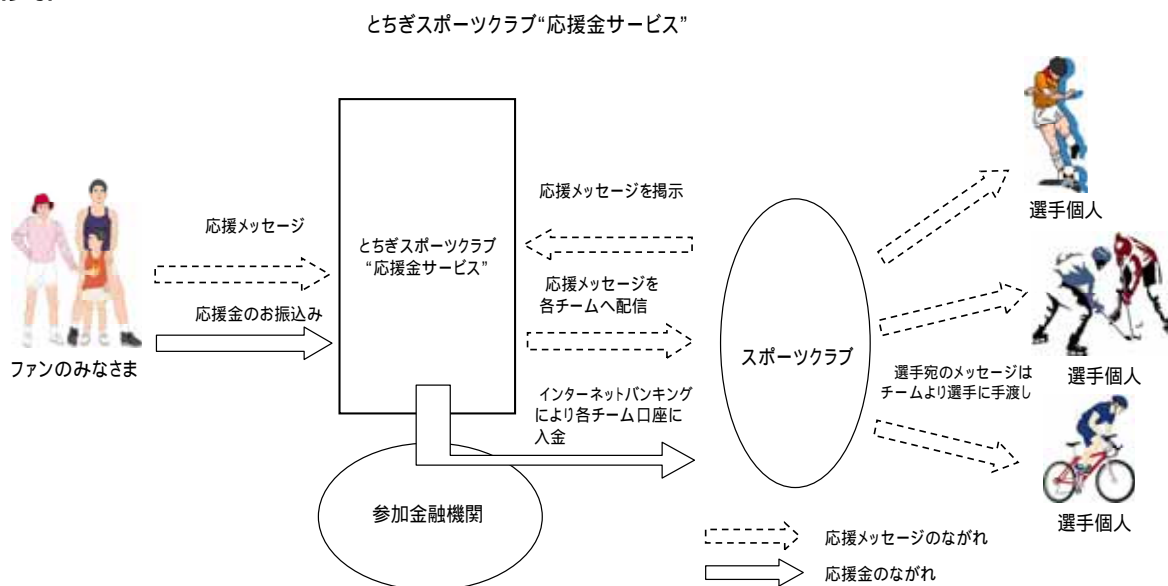 とちぎスポーツクラブ“応援金サービス”
応援メッセージ
応援金のお振込み
ファンのみなさま
とちぎスポーツクラブ
“応援金サービス”
応援メッセージを掲示
応援メッセージを
各チームへ配信
インターネットバンキング
により各チーム口座に
入金
参加金融機関
スポーツクラブ
選手個人
選手個人
選手宛のメッセージは
チームより選手に手渡し
選手個人
応援メッセージのながれ
応援金のながれ